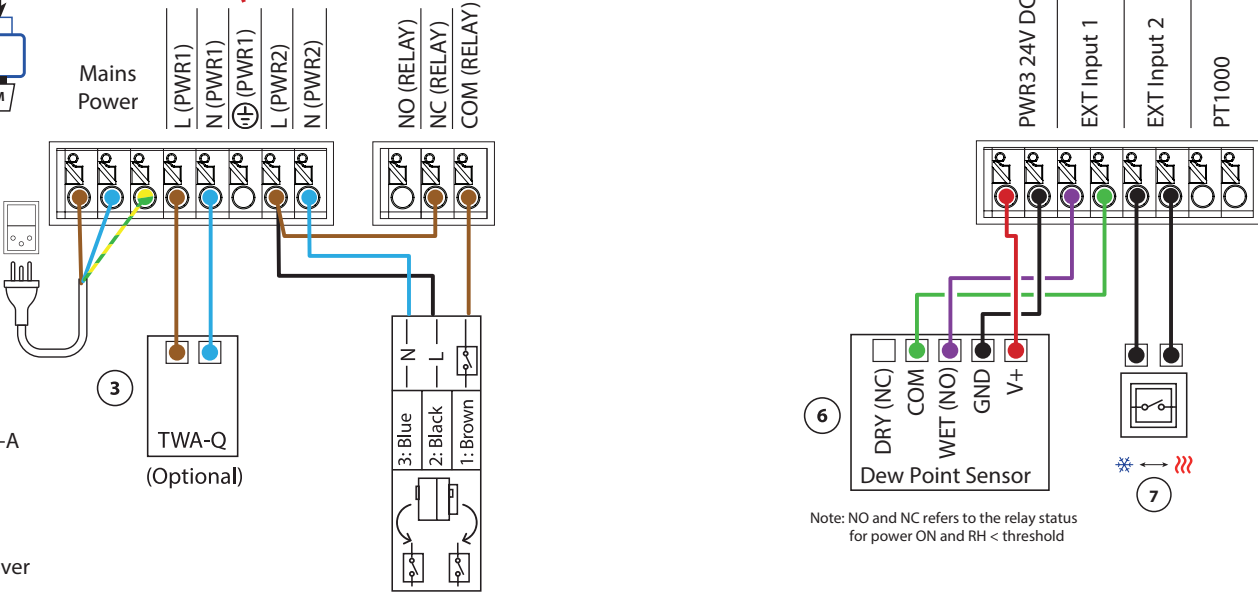 M
Mains
Power
L (PWR1)
N (PWR1)
(PWR1)
L (PWR2)
N (PWR2)
NO (RELAY)
NC (RELAY)
COM (RELAY)
PWR3 24V DC
EXT Input 1
EXT Input 2
PT1000
3
TWA-Q
(Optional)
-A
ver
N
L
3: Blue
2: Black
1: Brown
6
DRY (NC)
COM
WET (NO)
GND
V+
Dew Point Sensor
7
Note: NO and NC refers to the relay status
for power ON and RH < threshold